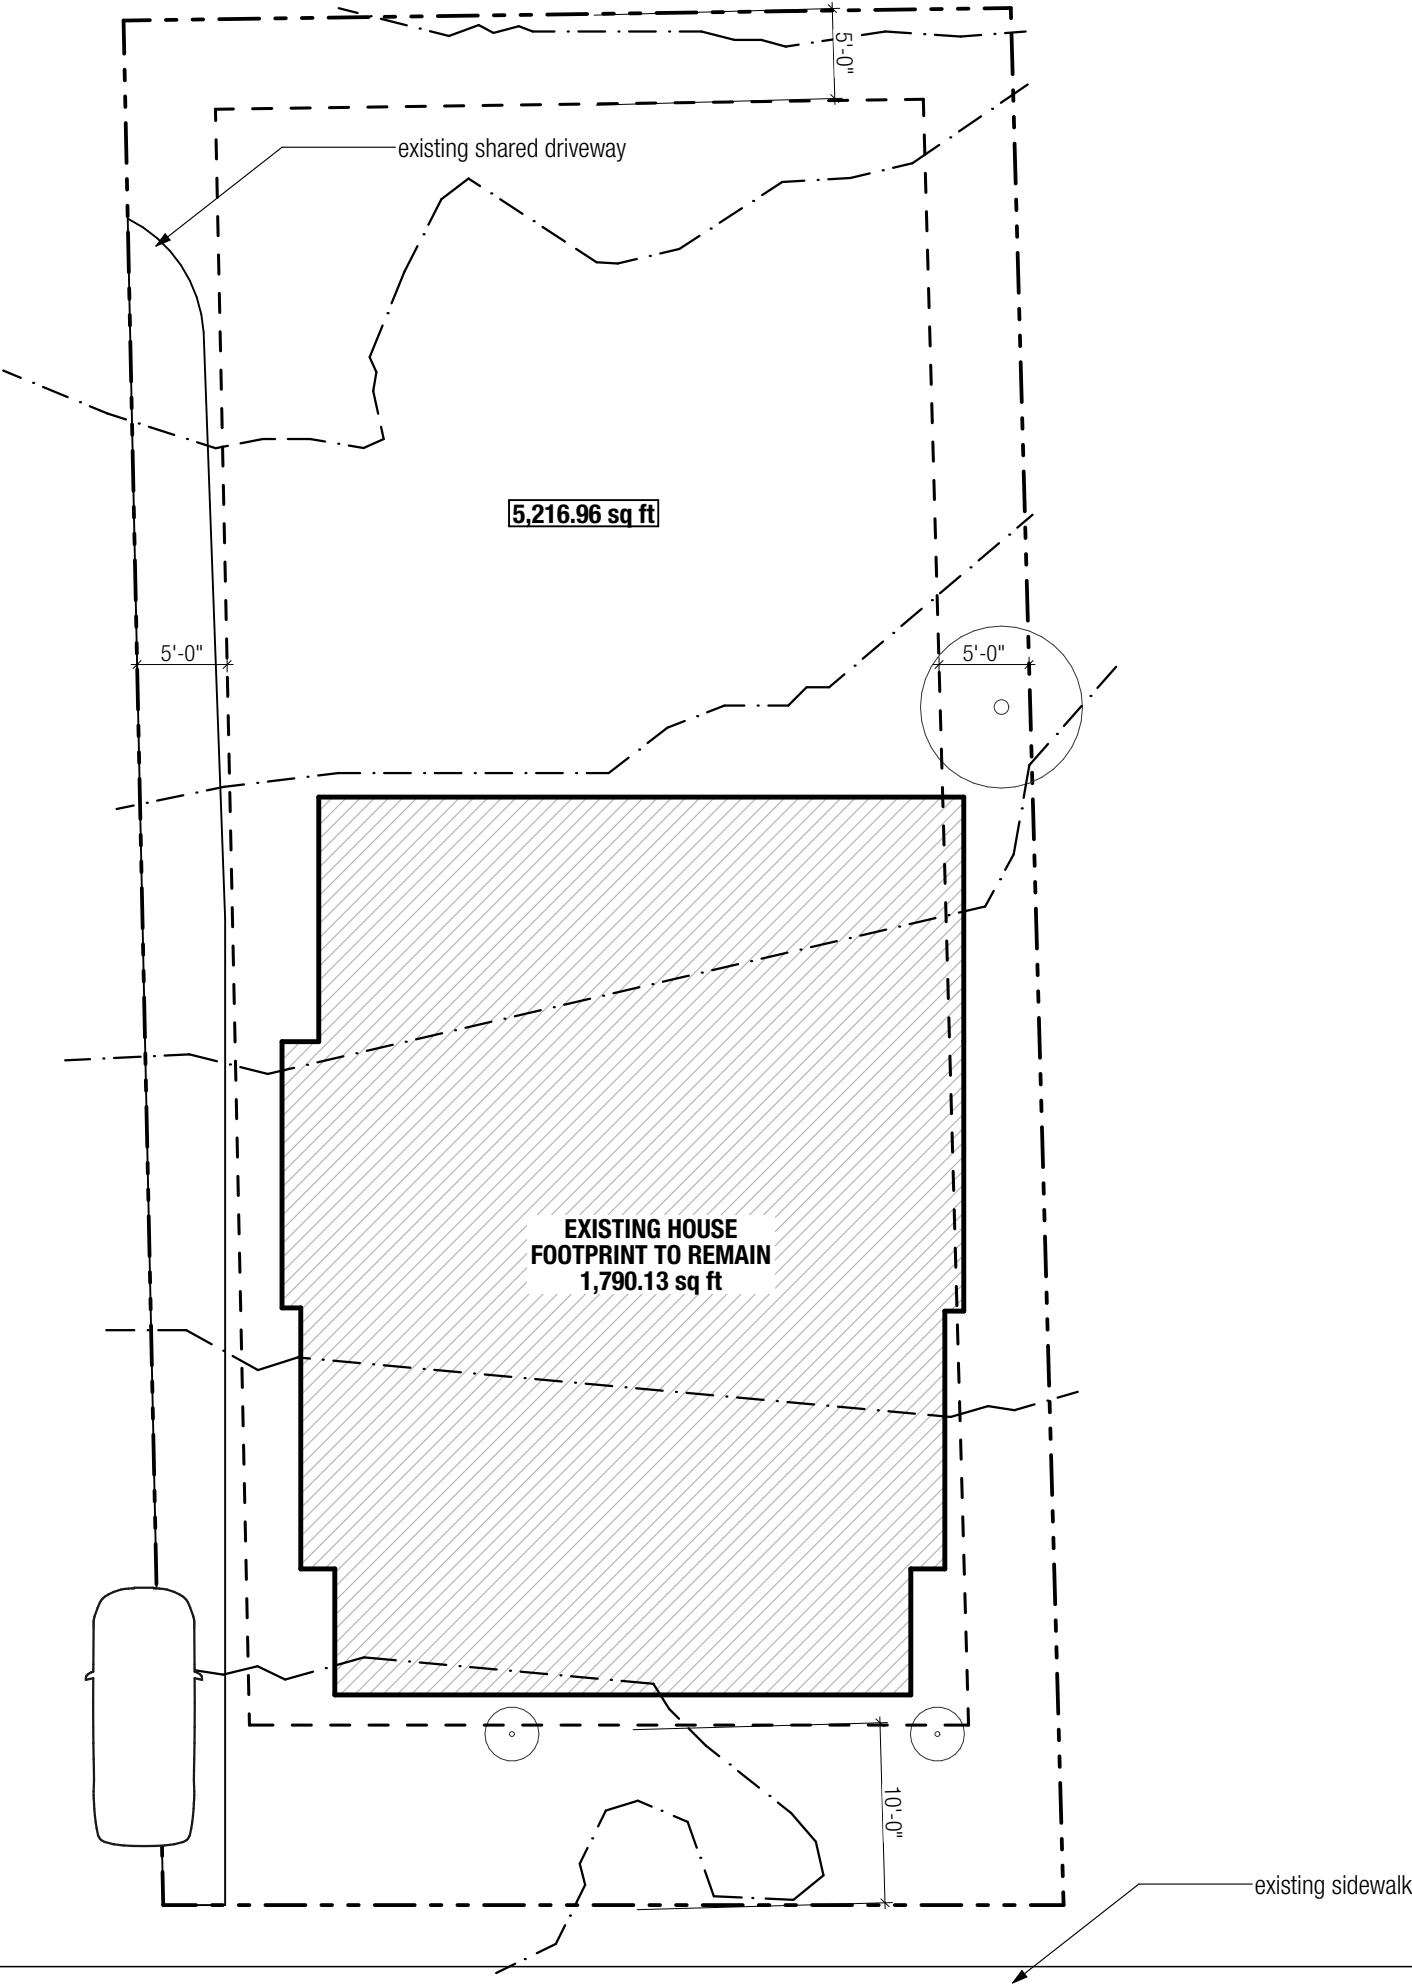 5'-0"
existing shared driveway
5,216.96 sq ft
5'-0"
5'-0"
EXISTING HOUSE
FOOTPRINT TO REMAIN
1,790.13 sq ft
10'-0"
existing sidewalk